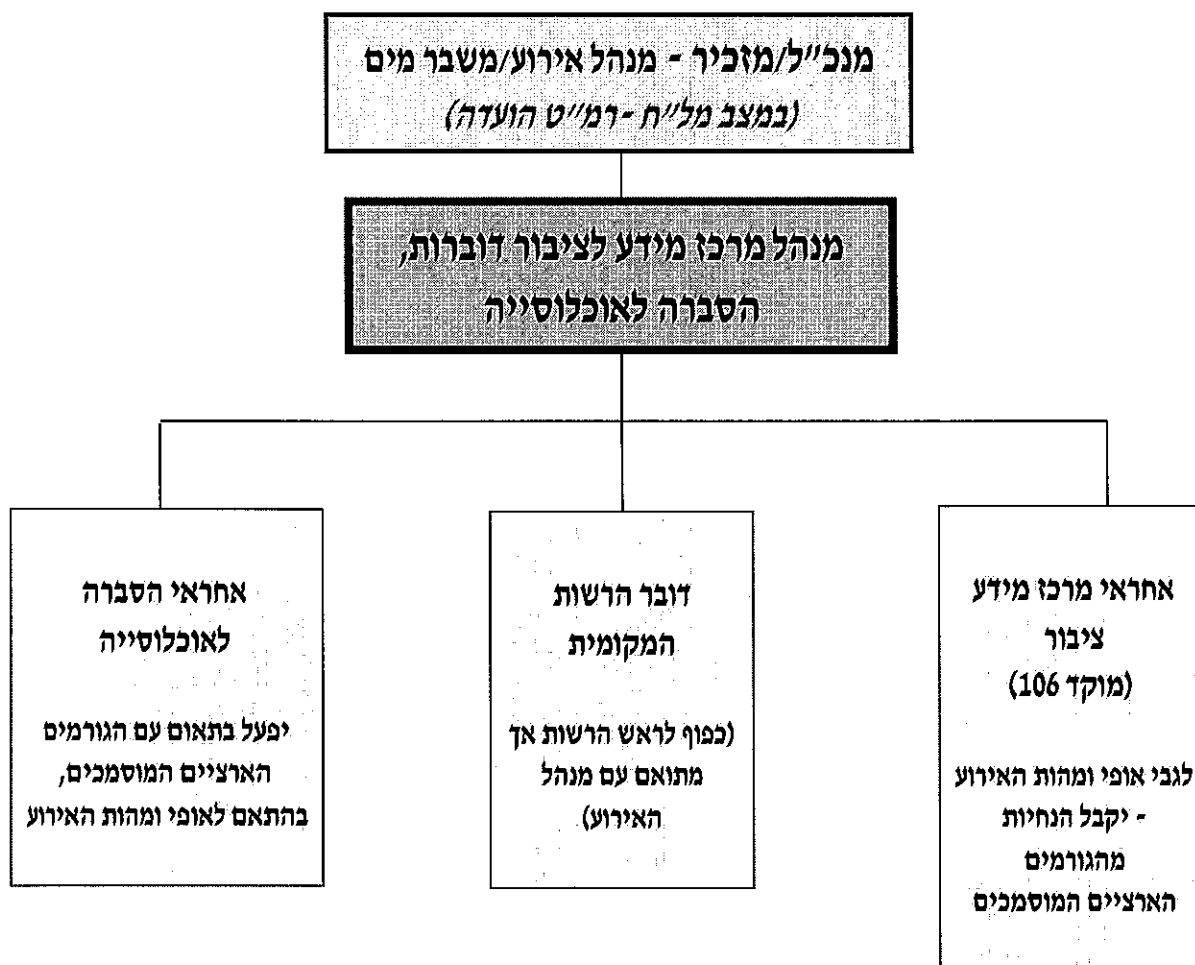 מנכ״ל/מזכיר - מנהל אירוע/משבר מים
(במצב מל״ח -רמ״ט הועדה)
מנהל מרכז מידע לציבור דוברות,
הסברה לאוכלוסייה
אחראי מרכז מידע
ציבור
(מוקד 106)
לגבי אופי ומהות האירוע
- יקבל הנחיות
מהגורמים
הארציים המוסמכים
דובר הרשות
המקומית
(כפוף לראש הרשות אך
מתואם עם מנהל
האירוע)
אחראי הסברה
לאוכלוסייה
יפעל בתאום עם הגורמים
הארציים המוסמכים,
בהתאם לאופי ומהות האירוע